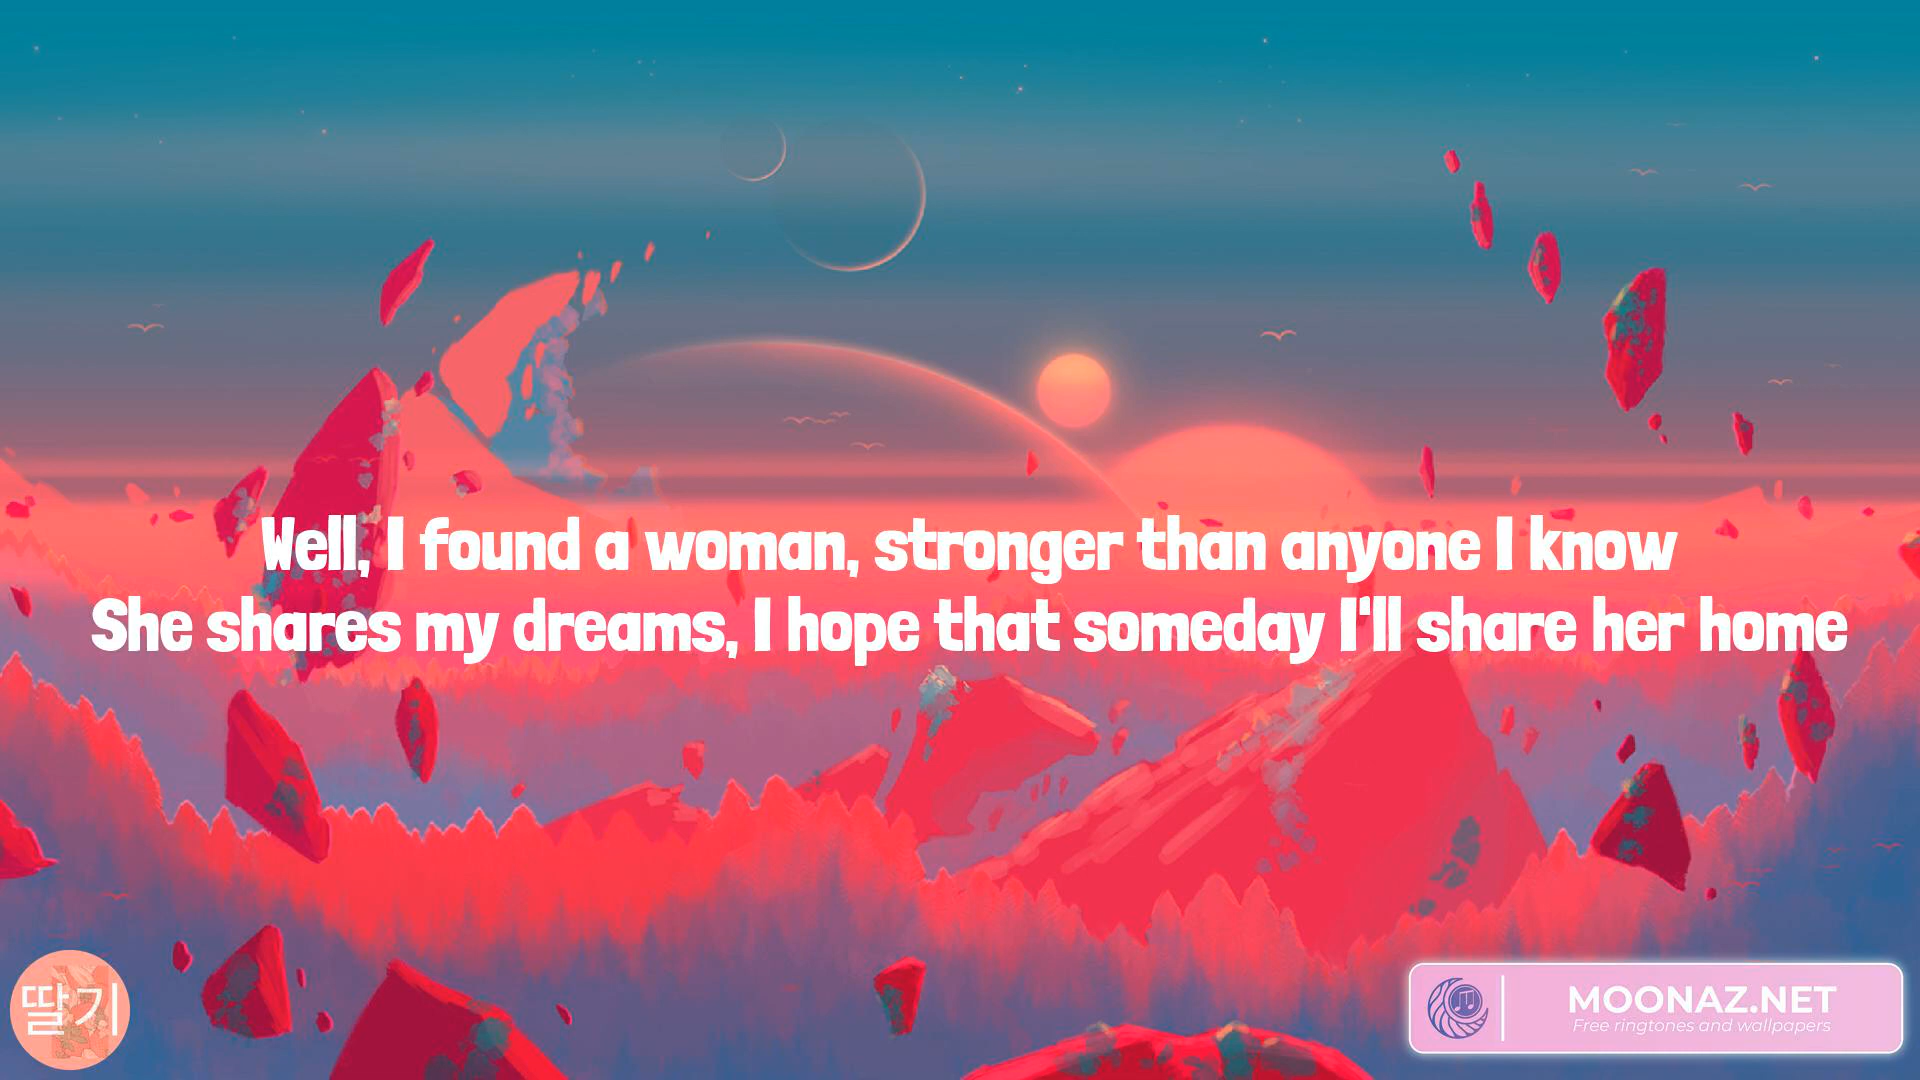 Well, I found a woman, stronger than anyone I know
She shares my dreams, I hope that someday I'll share her home
딸기
MOONAZ.NET
Free ringtones and wallpapers